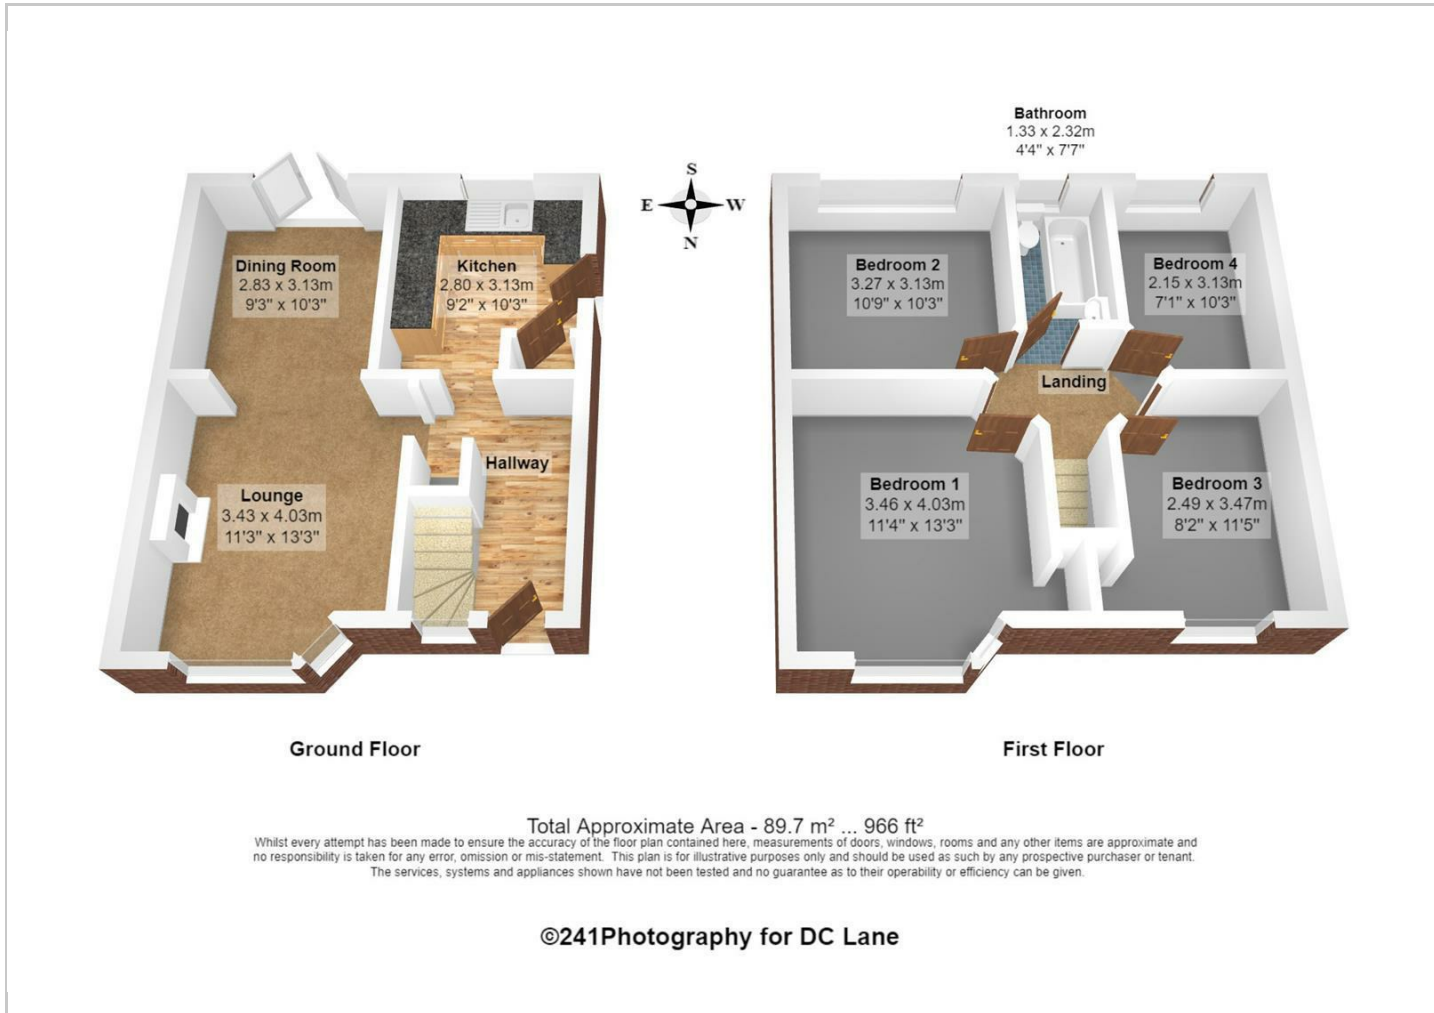 Bathroom
1.33 x 2.32m
4'4" x 7'7"
S
E
W
N
Dining Room
2.83 x 3.13m
9'3" x 10'3"
Kitchen
2.80 x 3.13m
9'2" x 10'3"
Bedroom 2
3.27 x 3.13m
10'9" x 10'3"
Bedroom 4
2.15 x 3.13m
7'1" x 10'3"
Landing
Hallway
Lounge
3.43 x 4.03m
11'3" x 13'3"
Bedroom 1
3.46 x 4.03m
11'4" x 13'3"
Bedroom 3
2.49 x 3.47m
8'2" x 11'5"
Ground Floor
First Floor
Total Approximate Area - 89.7 m² ... 966 ft²
Whilst every attempt has been made to ensure the accuracy of the floor plan contained here, measurements of doors, windows, rooms and any other items are approximate and
no responsibility is taken for any error, omission or mis-statement. This plan is for illustrative purposes only and should be used as such by any prospective purchaser or tenant.
The services, systems and appliances shown have not been tested and no guarantee as to their operability or efficiency can be given.
©241Photography for DC Lane